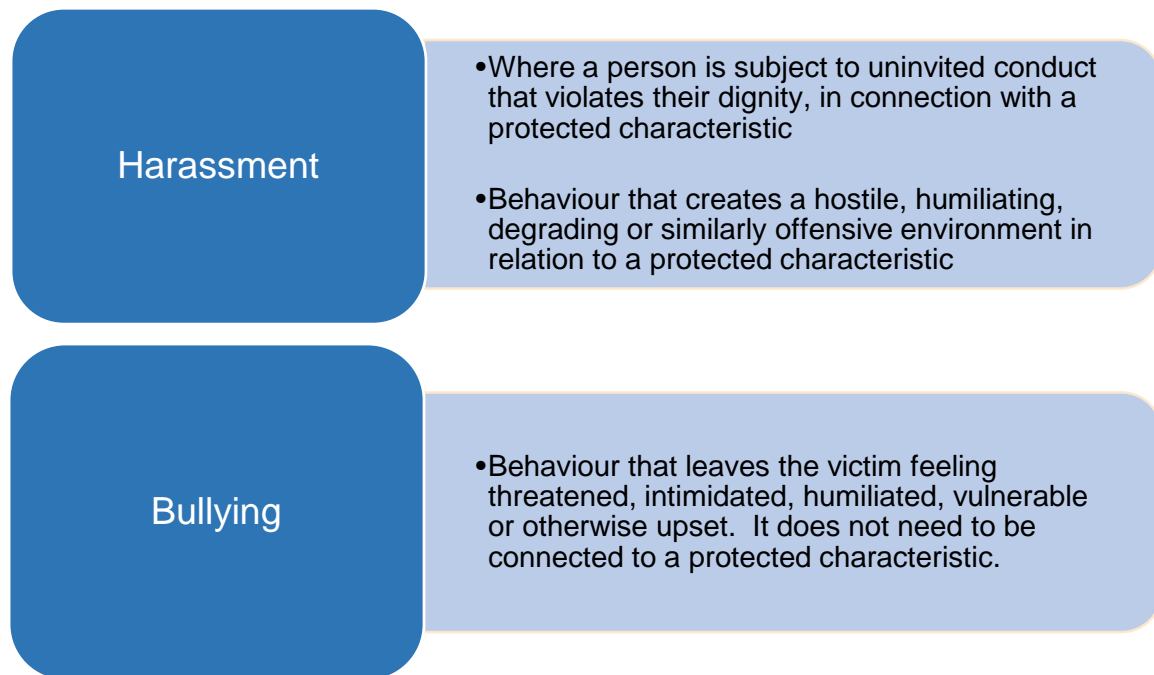 Harassment
•Where a person is subject to uninvited conduct
that violates their dignity, in connection with a
protected characteristic
•Behaviour that creates a hostile, humiliating,
degrading or similarly offensive environment in
relation to a protected characteristic
Bullying
•Behaviour that leaves the victim feeling
threatened, intimidated, humiliated, vulnerable
or otherwise upset.  It does not need to be
connected to a protected characteristic.